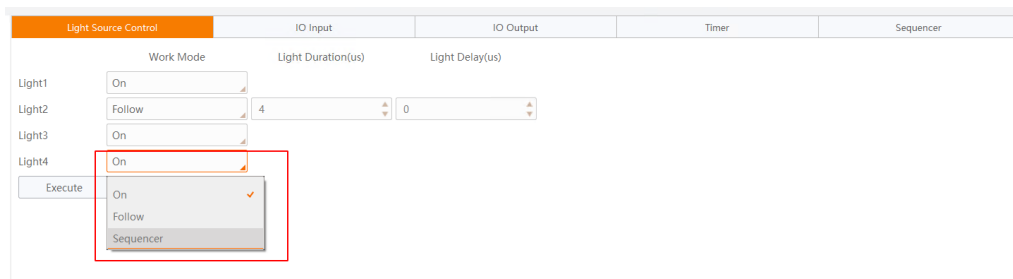 Light Source Control IO Input IO Output Timer Sequencer
Work Mode Light Duration(us) Light Delay(us)
Light1 On
Light2 Follow 4 0
Light3 On
Light4 On
Execute
On
Follow
Sequencer